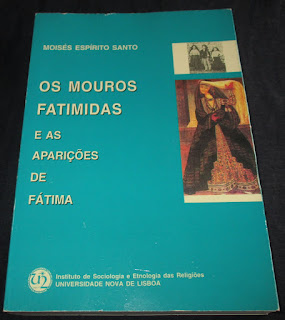 MOISÉS ESPÍRITO SANTO
OS MOUROS
FATIMIDAS
E AS
APARIÇÕES
DE
FÁTIMA
Instituto de Sociologia e Etnologia das Religiões
UNIVERSIDADE NOVA DE LISBOA